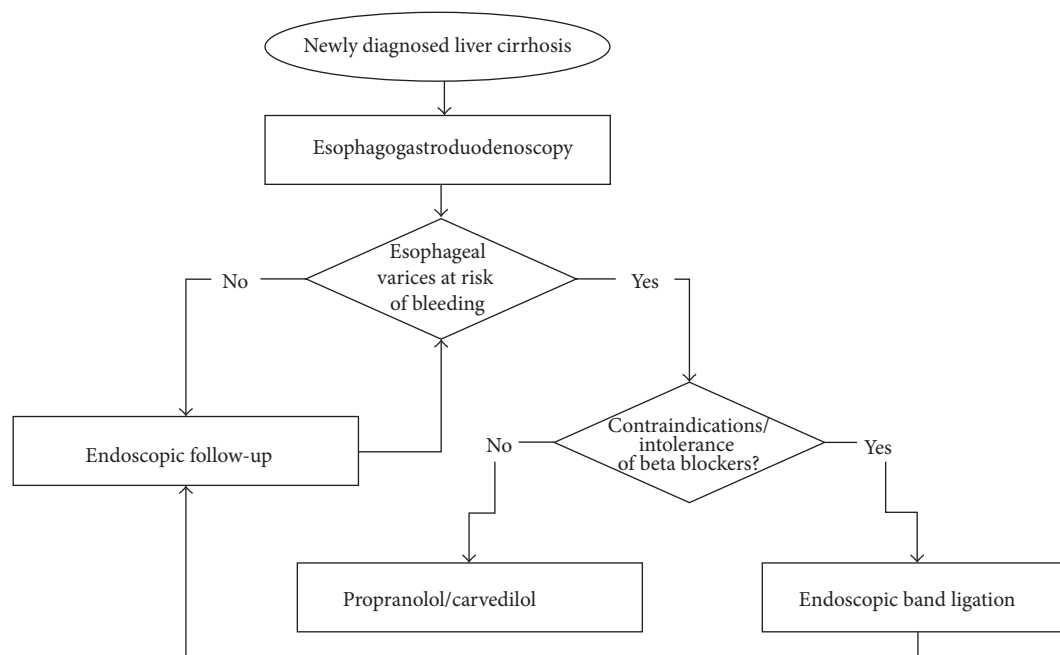 Newly diagnosed liver cirrhosis
Esophagogastroduodenoscopy
Esophageal
varices at risk
of bleeding
No
Yes
Endoscopic follow-up
Contraindications/
intolerance
of beta blockers?
No
Yes
Propranolol/carvedilol
Endoscopic band ligation